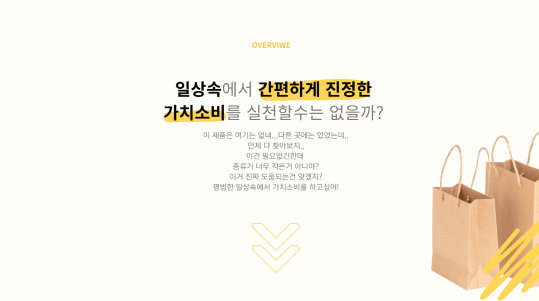 OVERVIWE
일상속에서 간편하게 진정한
가치소비를 실천할수는 없을까?
이 제품은 여기는 없네,,,다른 곳에는 있었는데,,
언제 다 찾아보지,,
이건 필요없긴한데
종류가 너무 적은거 아니야?
이거 진짜 도움되는건 맞겠지?
평범한 일상속에서 가치소비를 하고싶어!